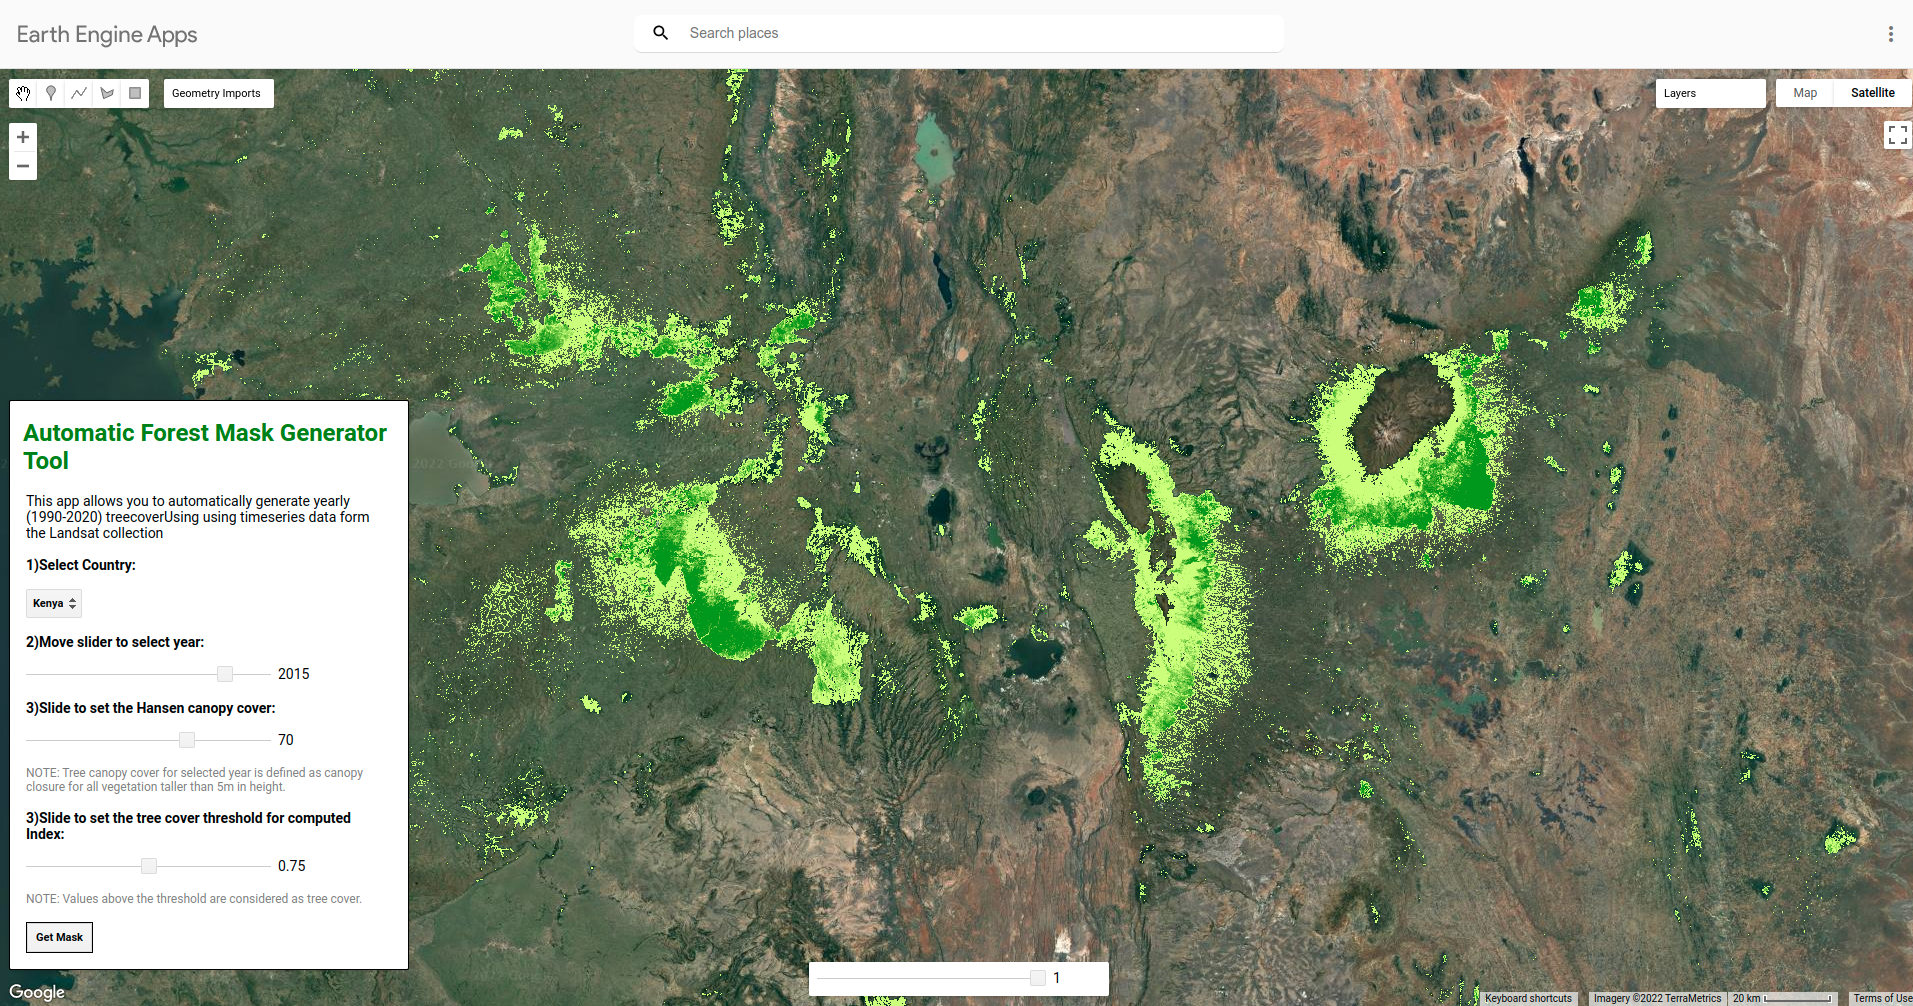 Earth Engine Apps
Search places
Geometry Imports
Layers
Map
Satellite
+
−
2022 Goo
Automatic Forest Mask Generator
Tool
This app allows you to automatically generate yearly
(1990-2020) treecoverUsing using timeseries data form
the Landsat collection
1)Select Country:
Kenya
2)Move slider to select year:
2015
3)Slide to set the Hansen canopy cover:
70
NOTE: Tree canopy cover for selected year is defined as canopy
closure for all vegetation taller than 5m in height.
3)Slide to set the tree cover threshold for computed
Index:
0.75
NOTE: Values above the threshold are considered as tree cover.
Get Mask
1
Google
Keyboard shortcuts
Imagery ©2022 TerraMetrics
20 km
Terms of Use